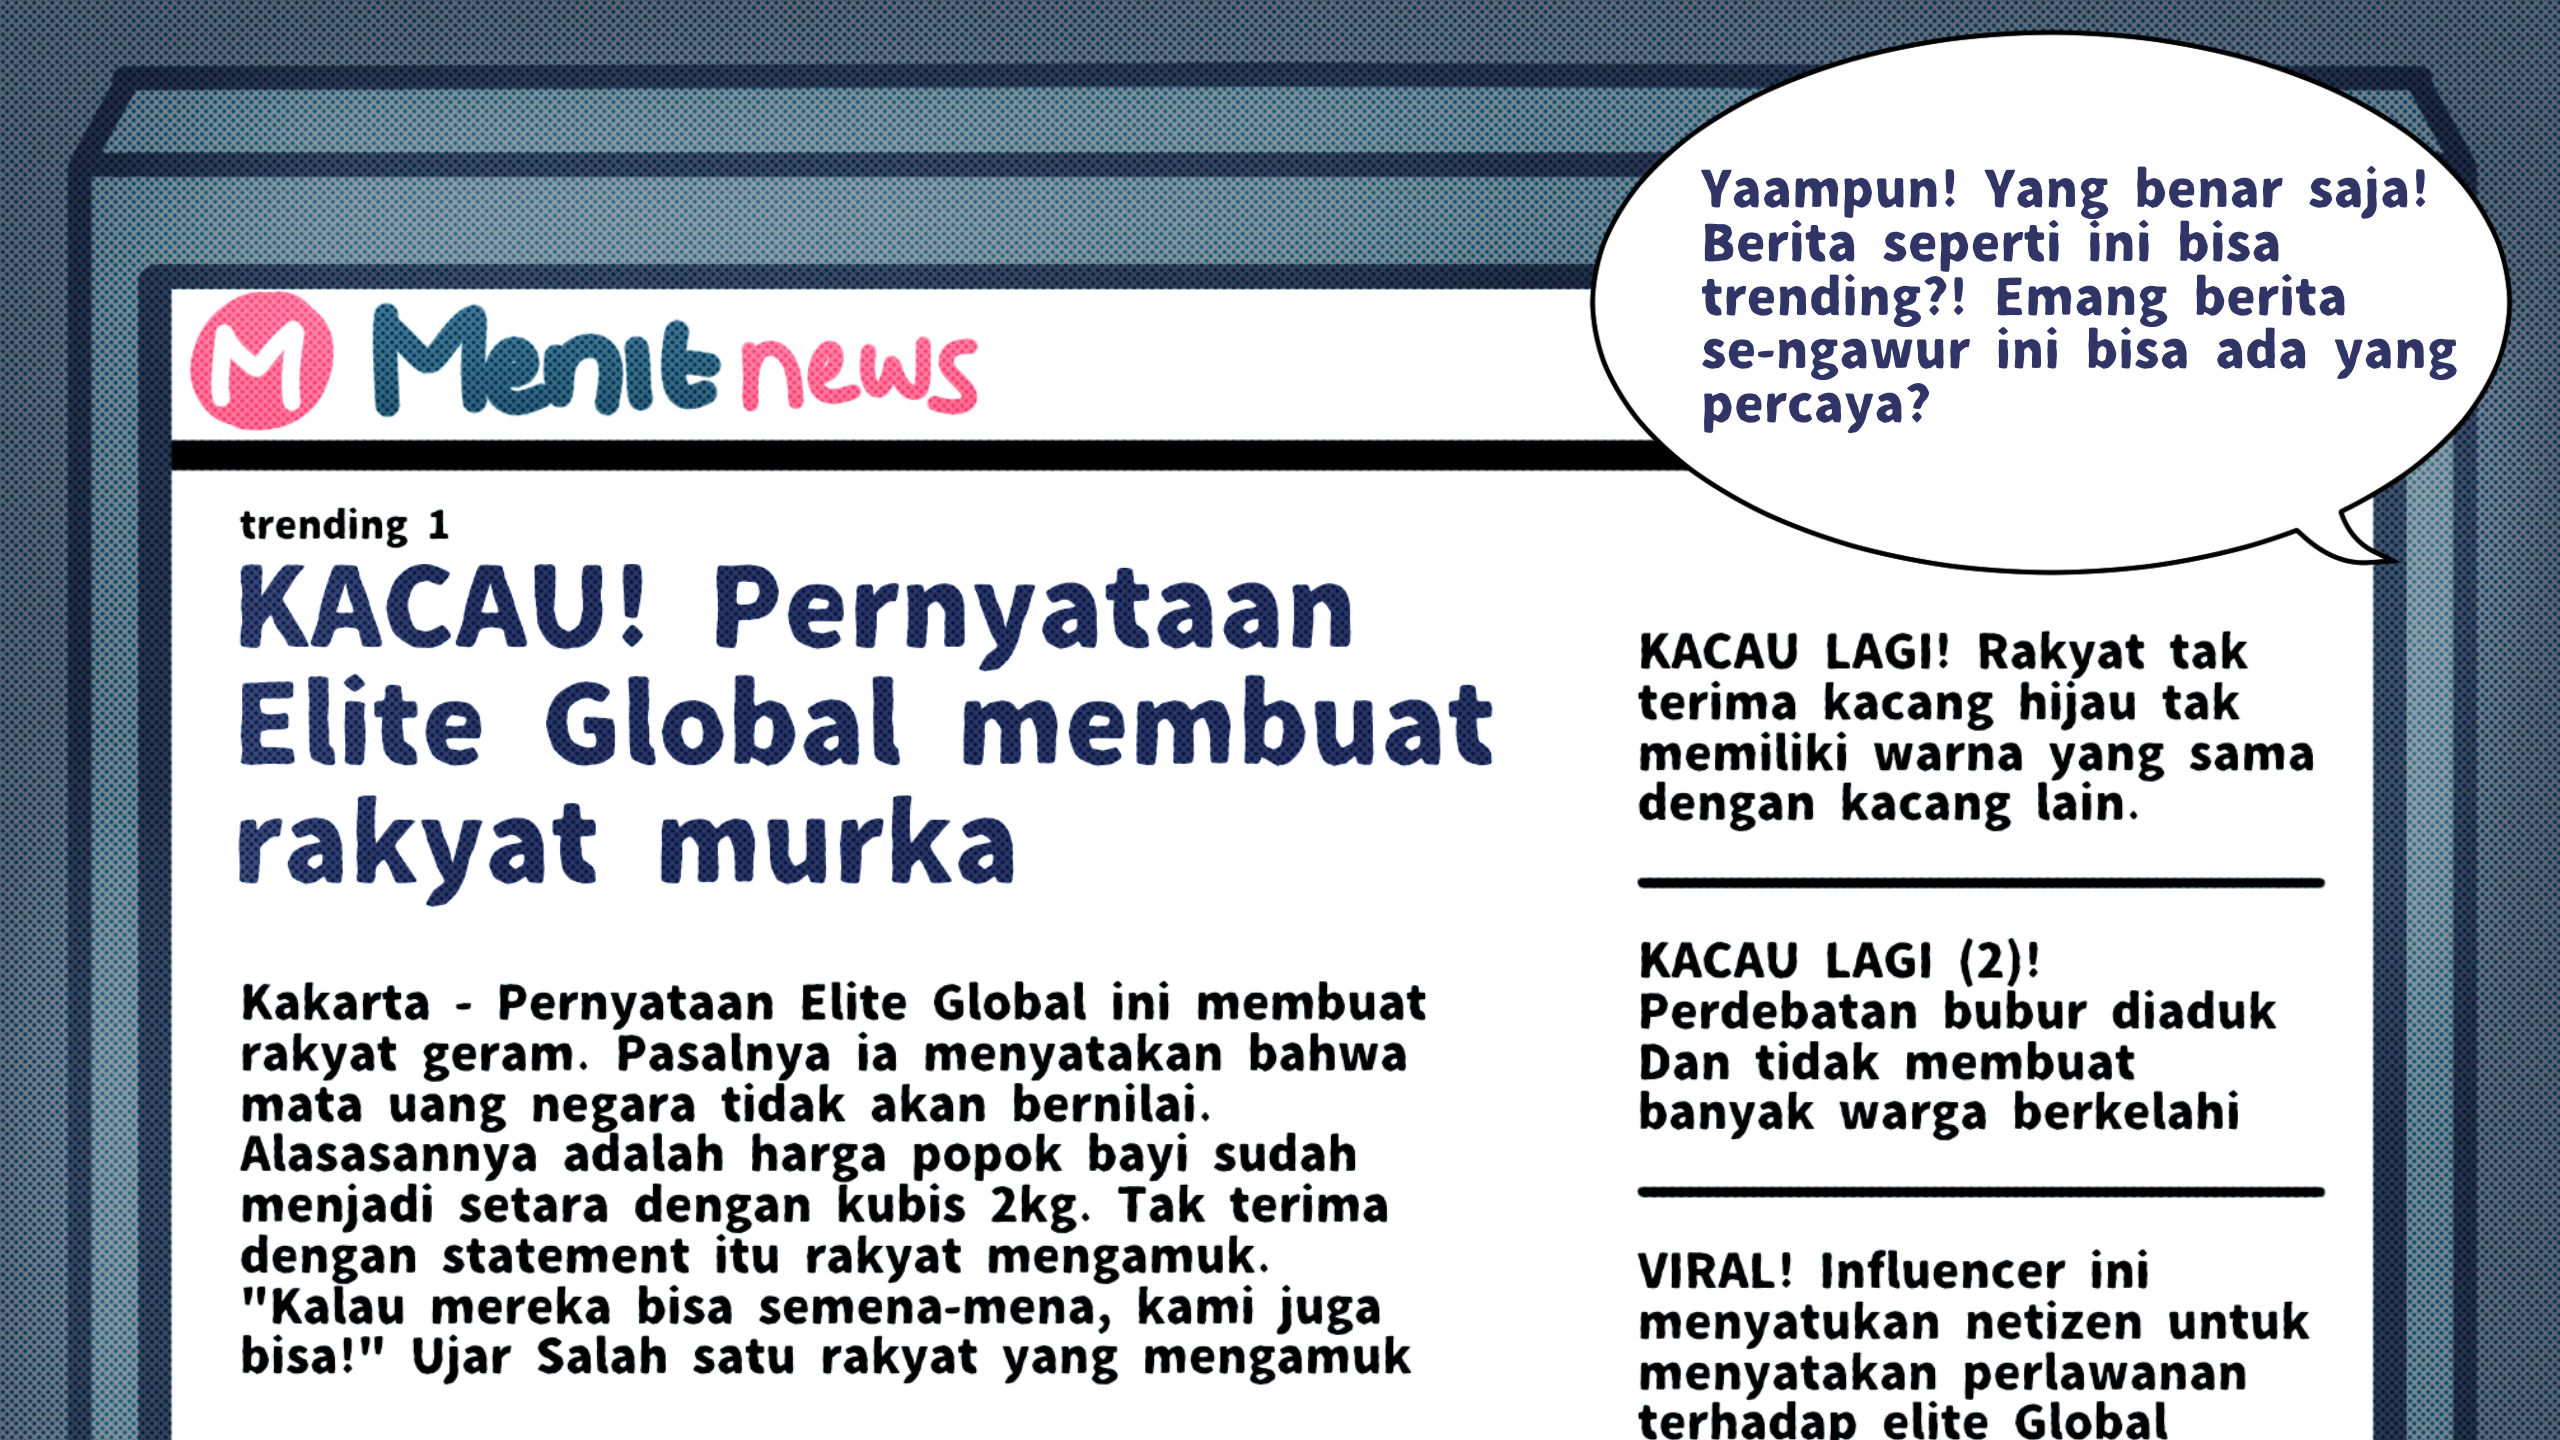 Yaampun! Yang benar saja!
Berita seperti ini bisa
trending?! Emang berita
se-ngawur ini bisa ada yang
percaya?
M Menit news
trending 1
KACAU! Pernyataan
Elite Global membuat
rakyat murka
Kakarta - Pernyataan Elite Global ini membuat
rakyat geram. Pasalnya ia menyatakan bahwa
mata uang negara tidak akan bernilai.
Alasasannya adalah harga popok bayi sudah
menjadi setara dengan kubis 2kg. Tak terima
dengan statement itu rakyat mengamuk.
"Kalau mereka bisa semena-mena, kami juga
bisa!" Ujar Salah satu rakyat yang mengamuk
KACAU LAGI! Rakyat tak
terima kacang hijau tak
memiliki warna yang sama
dengan kacang lain.
KACAU LAGI (2)!
Perdebatan bubur diaduk
Dan tidak membuat
banyak warga berkelahi
VIRAL! Influencer ini
menyatukan netizen untuk
menyatakan perlawanan
terhadap elite Global